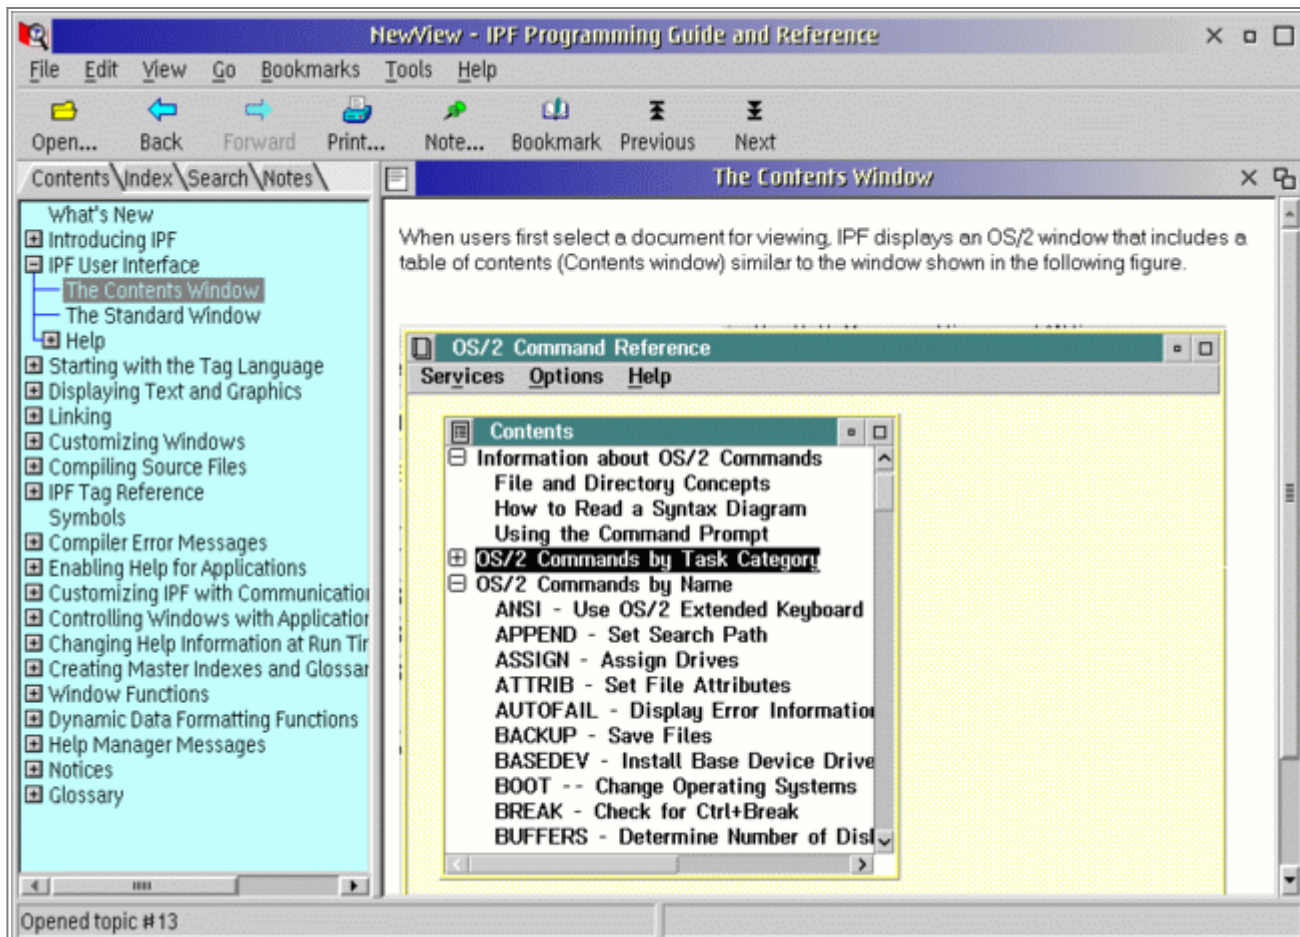 NewView - IPF Programming Guide and Reference
File Edit View Go Bookmarks Tools Help
Open... Back Forward Print... Note... Bookmark Previous Next
Contents Index Search Notes
What's New
Introducing IPF
IPF User Interface
The Contents Window
The Standard Window
Help
Starting with the Tag Language
Displaying Text and Graphics
Linking
Customizing Windows
Compiling Source Files
IPF Tag Reference
Symbols
Compiler Error Messages
Enabling Help for Applications
Customizing IPF with Communication
Controlling Windows with Application
Changing Help Information at Run Tim
Creating Master Indexes and Glossar
Window Functions
Dynamic Data Formatting Functions
Help Manager Messages
Notices
Glossary
The Contents Window
When users first select a document for viewing, IPF displays an OS/2 window that includes a
table of contents (Contents window) similar to the window shown in the following figure.
OS/2 Command Reference
Services Options Help
Contents
Information about OS/2 Commands
File and Directory Concepts
How to Read a Syntax Diagram
Using the Command Prompt
OS/2 Commands by Task Category
OS/2 Commands by Name
ANSI - Use OS/2 Extended Keyboard
APPEND - Set Search Path
ASSIGN - Assign Drives
ATTRIB - Set File Attributes
AUTOFAIL - Display Error Information
BACKUP - Save Files
BASEDEV - Install Base Device Drive
BOOT -- Change Operating Systems
BREAK - Check for Ctrl+Break
BUFFERS - Determine Number of Disk
Opened topic #13